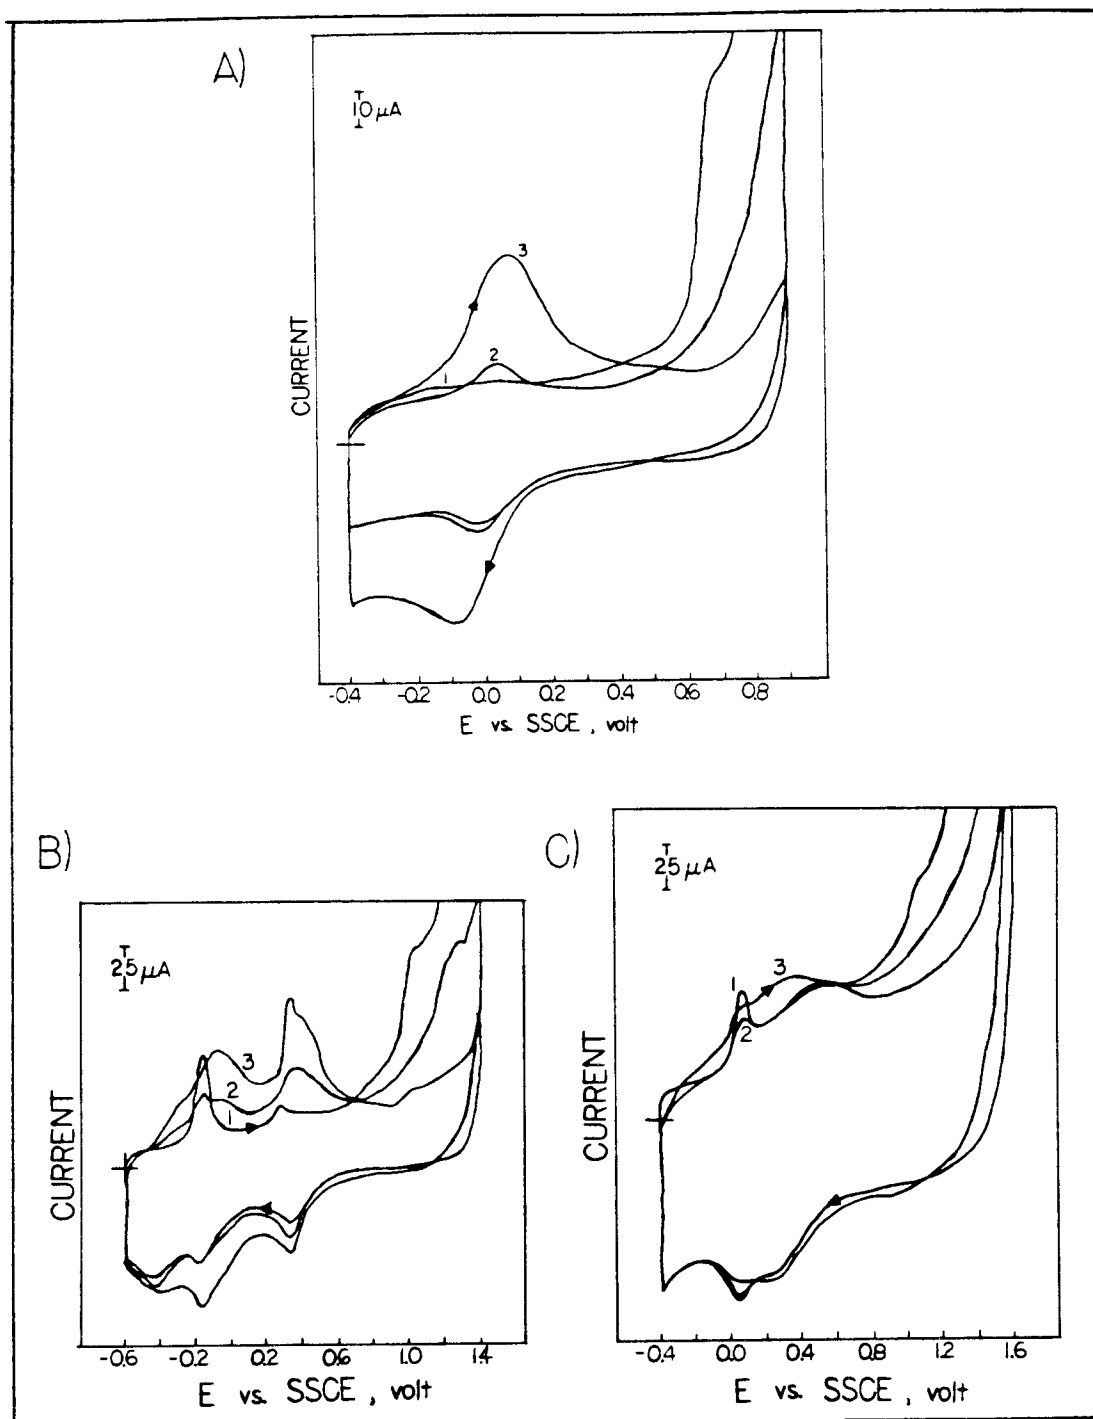 A)
10 μA
3
2
1
CURRENT
-0.4 -0.2 0.0 0.2 0.4 0.6 0.8
E vs. SSCE , volt
B)
25 μA
3
2
1
CURRENT
-0.6 -0.2 0.2 0.6 1.0 1.4
E vs. SSCE , volt
C)
25 μA
1
3
2
CURRENT
-0.4 0.0 0.4 0.8 1.2 1.6
E vs. SSCE , volt